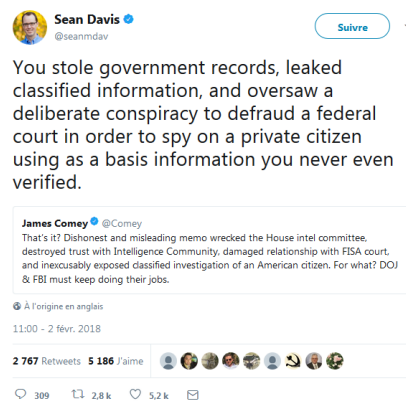 Sean Davis
@seanmdav
Suivre
You stole government records, leaked
classified information, and oversaw a
deliberate conspiracy to defraud a federal
court in order to spy on a private citizen
using as a basis information you never even
verified.
James Comey @Comey
That's it? Dishonest and misleading memo wrecked the House intel committee,
destroyed trust with Intelligence Community, damaged relationship with FISA court,
and inexcusably exposed classified investigation of an American citizen. For what? DOJ
& FBI must keep doing their jobs.
À l'origine en anglais
11:00 - 2 févr. 2018
2 767 Retweets 5 186 J'aime
309 2,8 k 5,2 k